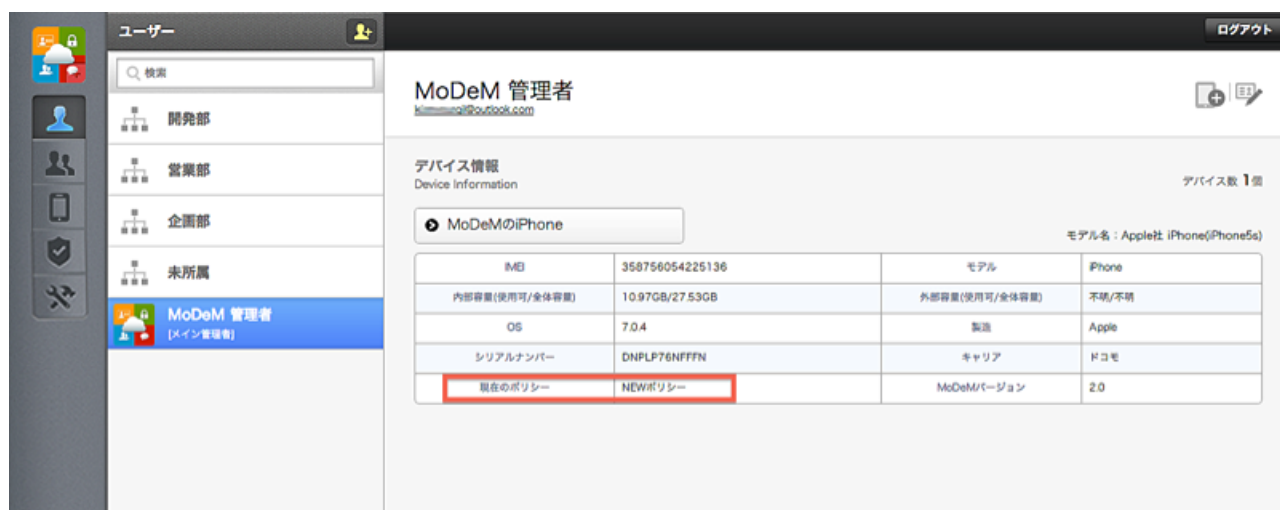 ユーザー
ログアウト
検索
開発部
営業部
企画部
未所属
MoDeM 管理者
[メイン管理者]
MoDeM 管理者
@outlook.com
デバイス情報
Device Information
デバイス数 1個
MoDeMのiPhone
モデル名：Apple社 iPhone(iPhone5s)
IMEI 358756054225136 モデル iPhone
内部容量(使用可/全体容量) 10.97GB/27.53GB 外部容量(使用可/全体容量) 不明/不明
OS 7.0.4 製造 Apple
シリアルナンバー DNPLP76NFFFN キャリア ドコモ
現在のポリシー NEWポリシー MoDeMバージョン 2.0